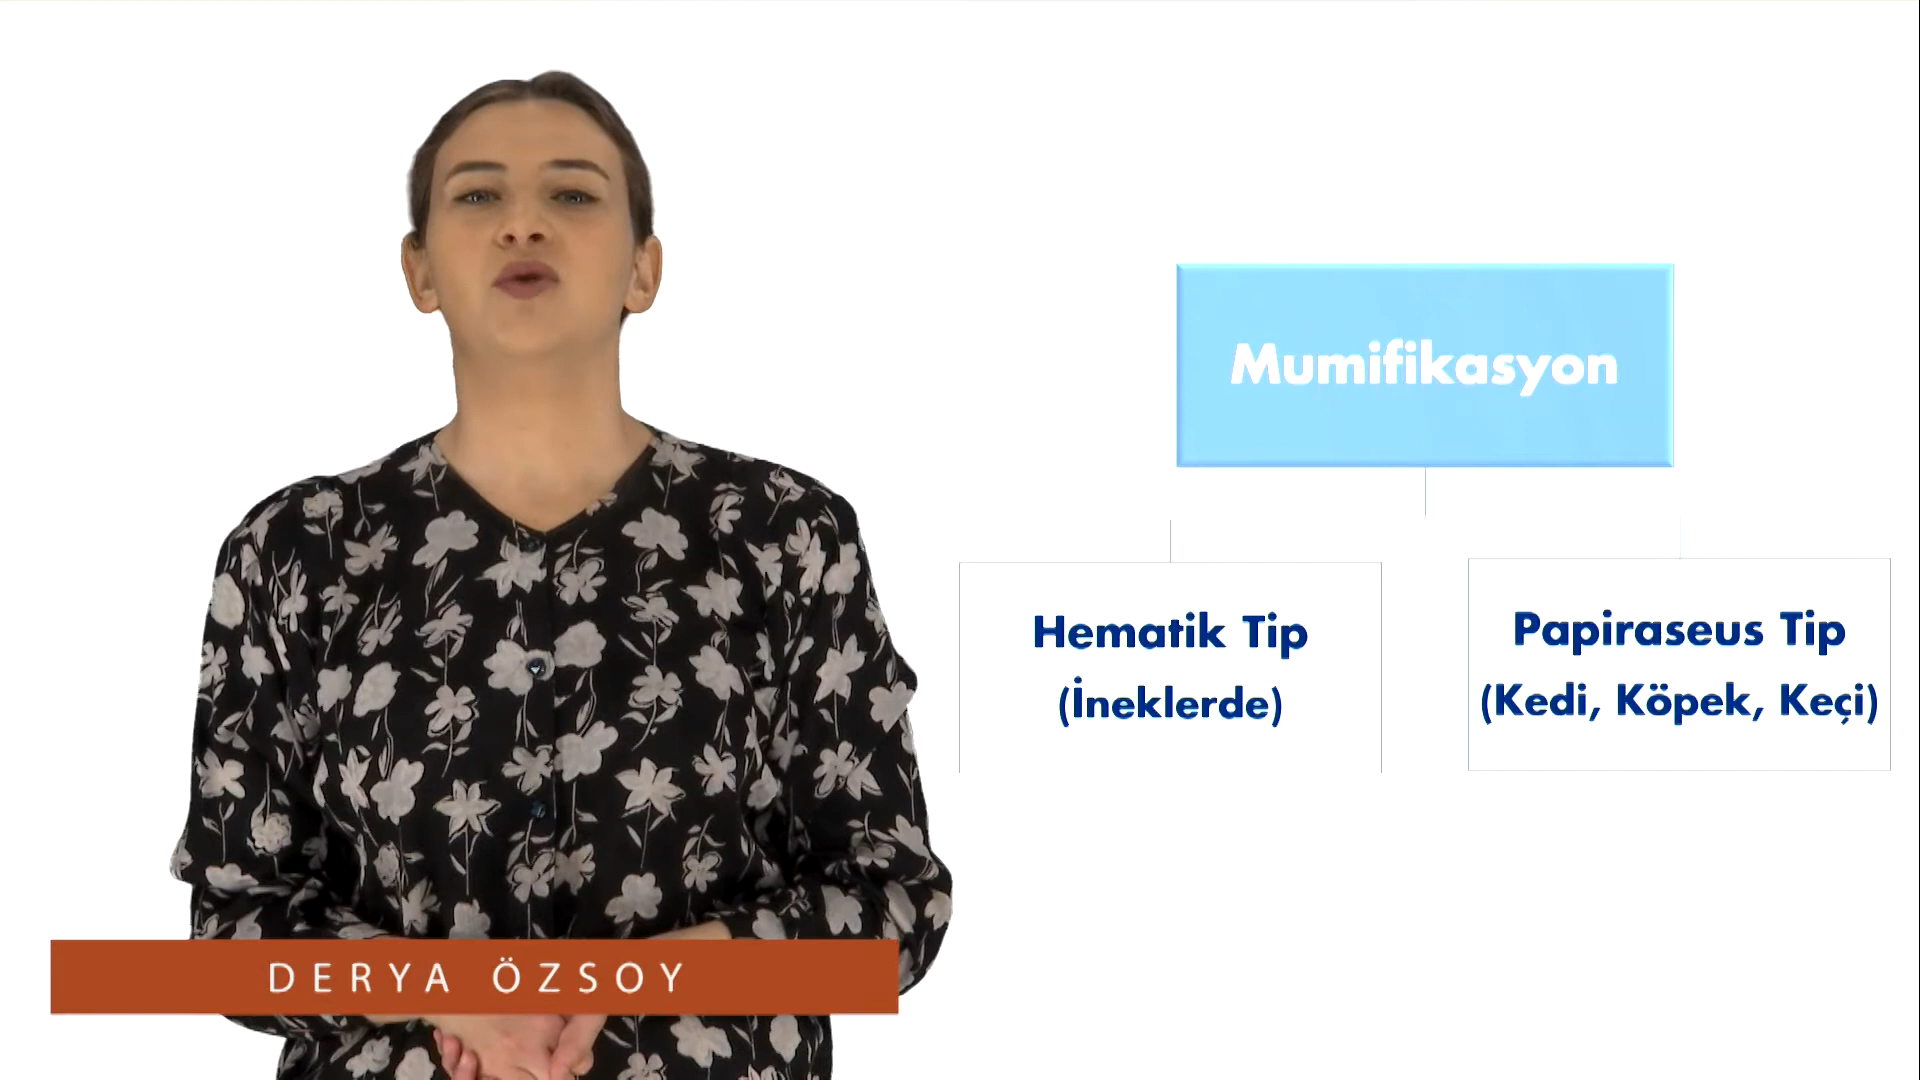 Mumifikasyon
Hematik Tip
(İneklerde)
Papiraseus Tip
(Kedi, Köpek, Keçi)
DERYA ÖZSOY